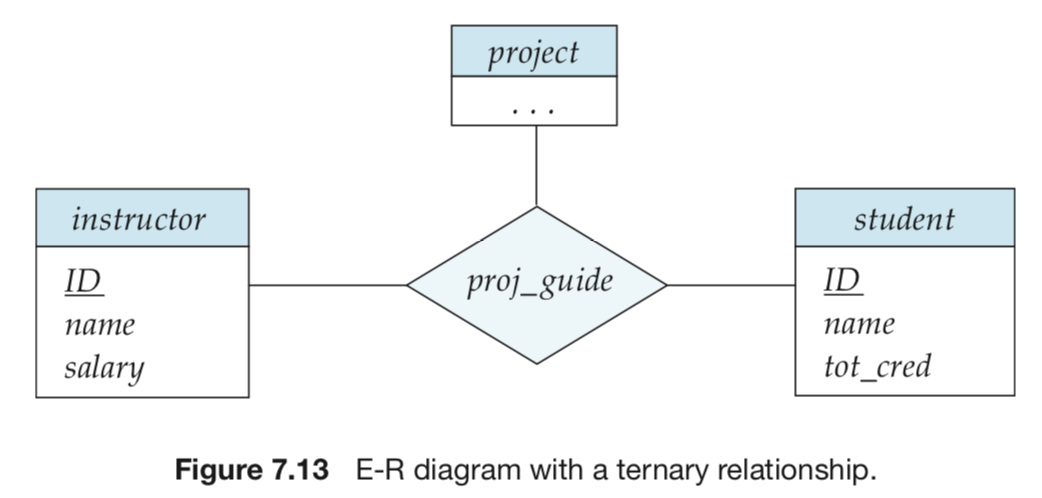 project
. . .
instructor
ID
name
salary
proj_guide
student
ID
name
tot_cred
Figure 7.13 E-R diagram with a ternary relationship.